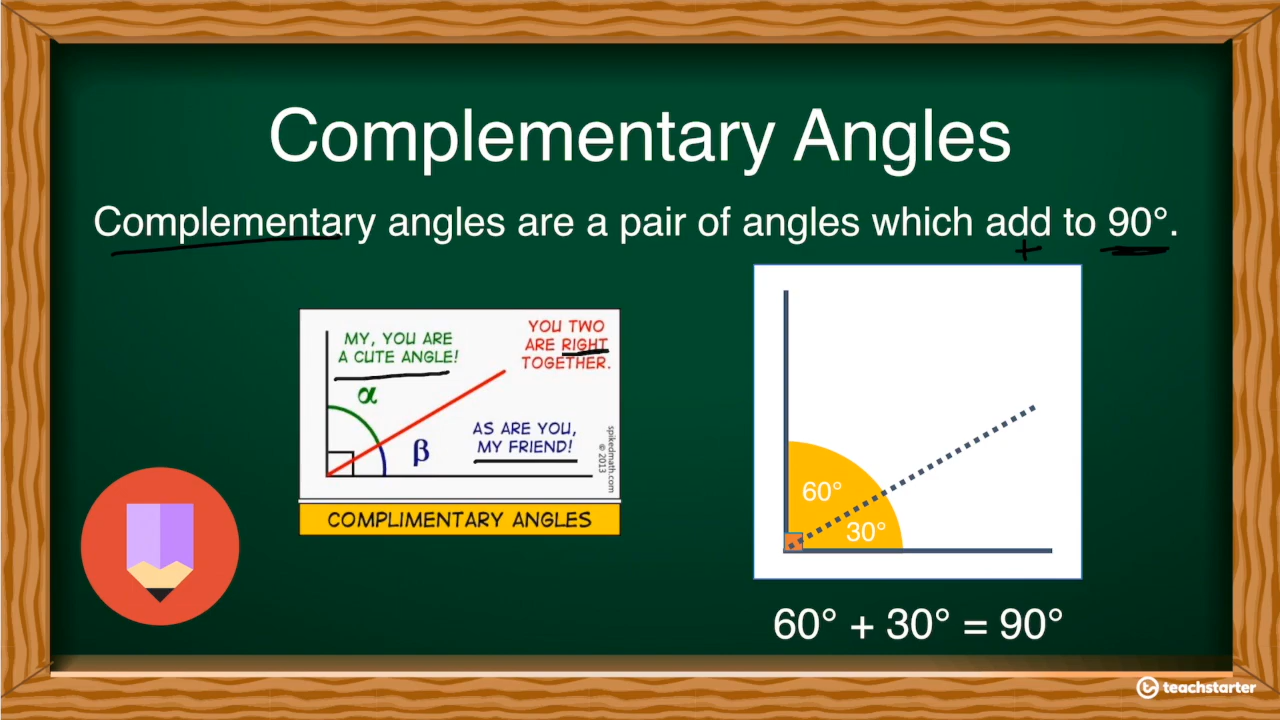 Complementary Angles
Complementary angles are a pair of angles which add to 90°.
+
MY, YOU ARE
A CUTE ANGLE!
α
YOU TWO
ARE RIGHT
TOGETHER.
AS ARE YOU,
MY FRIEND!
β
spikedmath.com
© 2013
COMPLIMENTARY ANGLES
60°
30°
60° + 30° = 90°
teachstarter